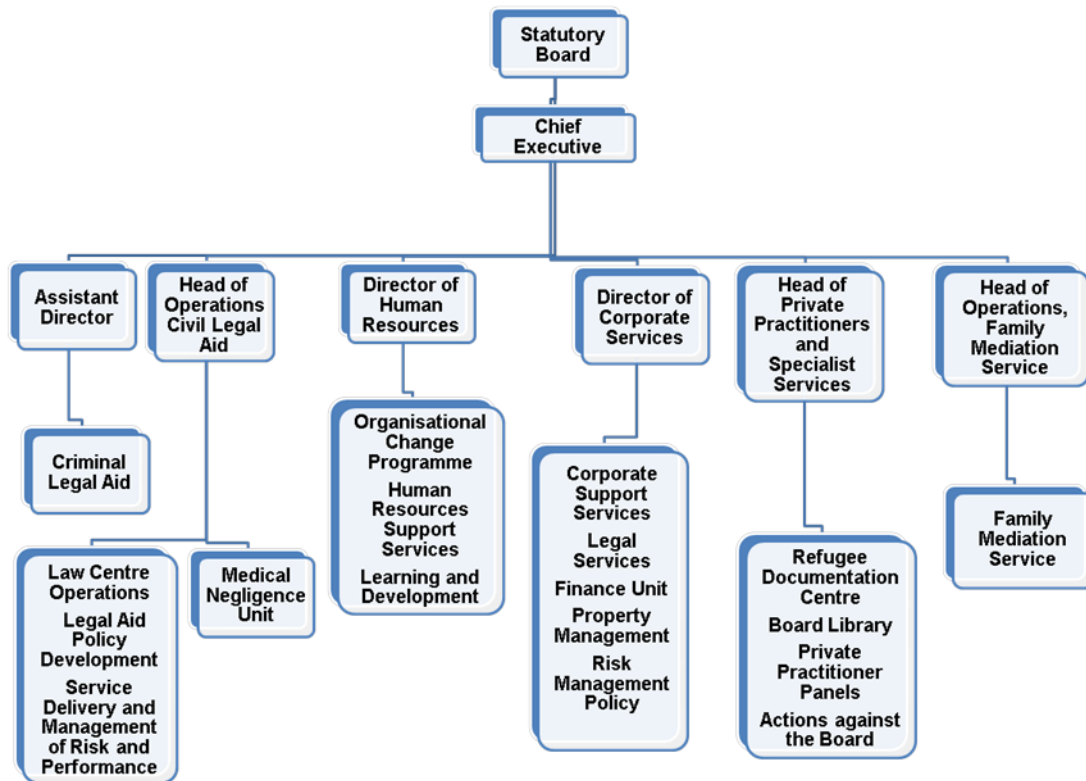 Statutory
Board
Chief
Executive
Assistant
Director
Head of
Operations
Civil Legal
Aid
Director of
Human
Resources
Director of
Corporate
Services
Head of
Private
Practitioners
and
Specialist
Services
Head of
Operations,
Family
Mediation
Service
Criminal
Legal Aid
Law Centre
Operations
Legal Aid
Policy
Development
Service
Delivery and
Management
of Risk and
Performance
Medical
Negligence
Unit
Organisational
Change
Programme
Human
Resources
Support
Services
Learning and
Development
Corporate
Support
Services
Legal
Services
Finance Unit
Property
Management
Risk
Management
Policy
Refugee
Documentation
Centre
Board Library
Private
Practitioner
Panels
Actions against
the Board
Family
Mediation
Service